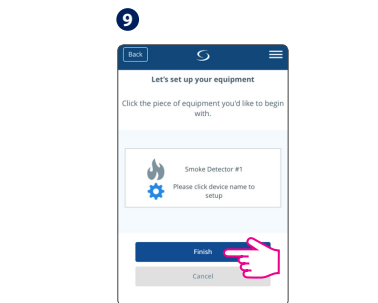 9
Back
Let's set up your equipment
Click the piece of equipment you'd like to begin
with.
Smoke Detector #1
Please click device name to
setup
Finish
Cancel